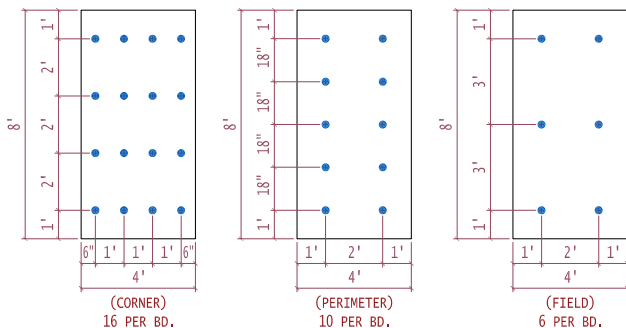 1'
2'
2'
2'
1'
8'
6" 1' 1' 1' 6"
4'
(CORNER)
16 PER BD.
1'
18"
18"
18"
18"
1'
8'
1' 2' 1'
4'
(PERIMETER)
10 PER BD.
1'
3'
3'
1'
8'
1' 2' 1'
4'
(FIELD)
6 PER BD.